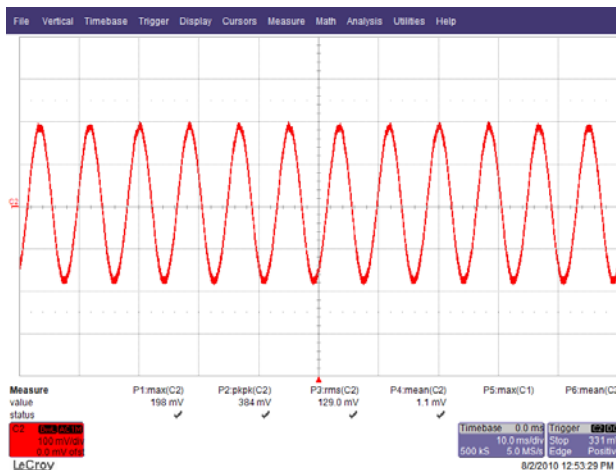 File Vertical Timebase Trigger Display Cursors Measure Math Analysis Utilities Help
C2
Measure P1:max(C2) P2:pkpk(C2) P3:rms(C2) P4:mean(C2) P5:max(C1) P6:mean(C2
value 198 mV 384 mV 129.0 mV 1.1 mV
status
C2
100 mV/div
0.0 mV ofst
Timebase 0.0 ms
10.0 ms/div
500 kS 5.0 MS/s
Trigger C2 DC
Stop 331 mV
Edge Positiv
LeCroy
8/2/2010 12:53:29 PM